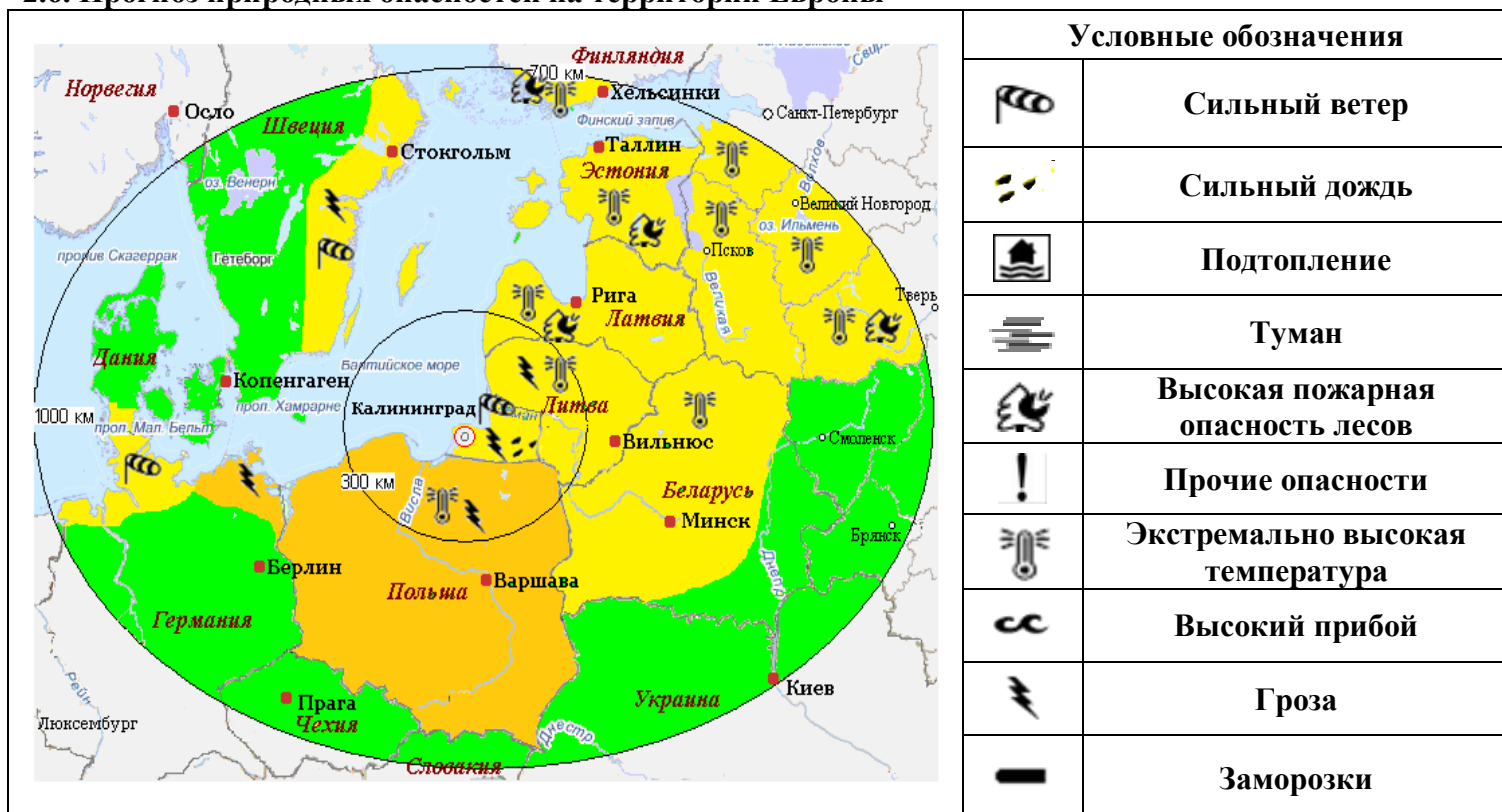 2.6. Прогноз природных опасностей на территории Европы
Условные обозначения
Сильный ветер
Сильный дождь
Подтопление
Туман
Высокая пожарная
опасность лесов
Прочие опасности
Экстремально высокая
температура
Высокий прибой
Гроза
Заморозки
Финляндия
700 км
Норвегия
Хельсинки
Осло
Финский залив
Санкт-Петербург
Швеция
Стокгольм
Таллин
Эстония
оз. Венерн
Волхов
Великий Новгород
оз. Ильмень
Псков
пролив Скагеррак
Гётеборг
Великая
Рига
Тверь
Латвия
Дания
Балтийское море
Копенгаген
Калининград
Литва
1000 км
прол. Хамрарне
прол. Мал. Бельт
Вильнюс
Смоленск
300 км
Висла
Беларусь
Минск
Брянск
Днепр
Берлин
Польша
Варшава
Германия
Рейн
Прага
Украина
Киев
Люксембург
Чехия
Днестр
Словакия